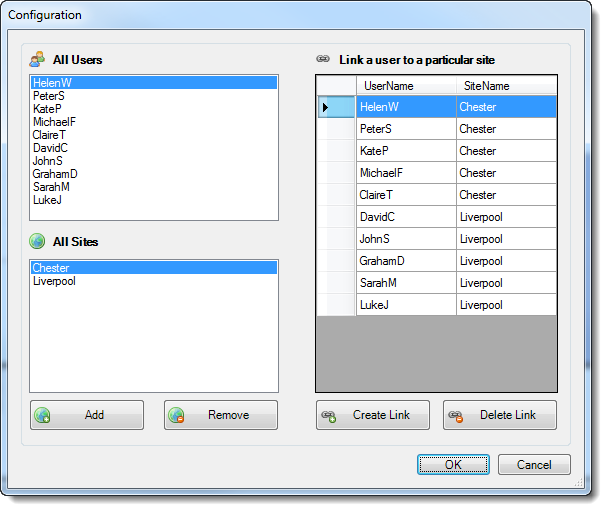 Configuration
All Users
HelenW
PeterS
KateP
MichaelF
ClaireT
DavidC
JohnS
GrahamD
SarahM
LukeJ
All Sites
Chester
Liverpool
Add Remove
Link a user to a particular site
UserName SiteName
HelenW Chester
PeterS Chester
KateP Chester
MichaelF Chester
ClaireT Chester
DavidC Liverpool
JohnS Liverpool
GrahamD Liverpool
SarahM Liverpool
LukeJ Liverpool
Create Link Delete Link
OK Cancel